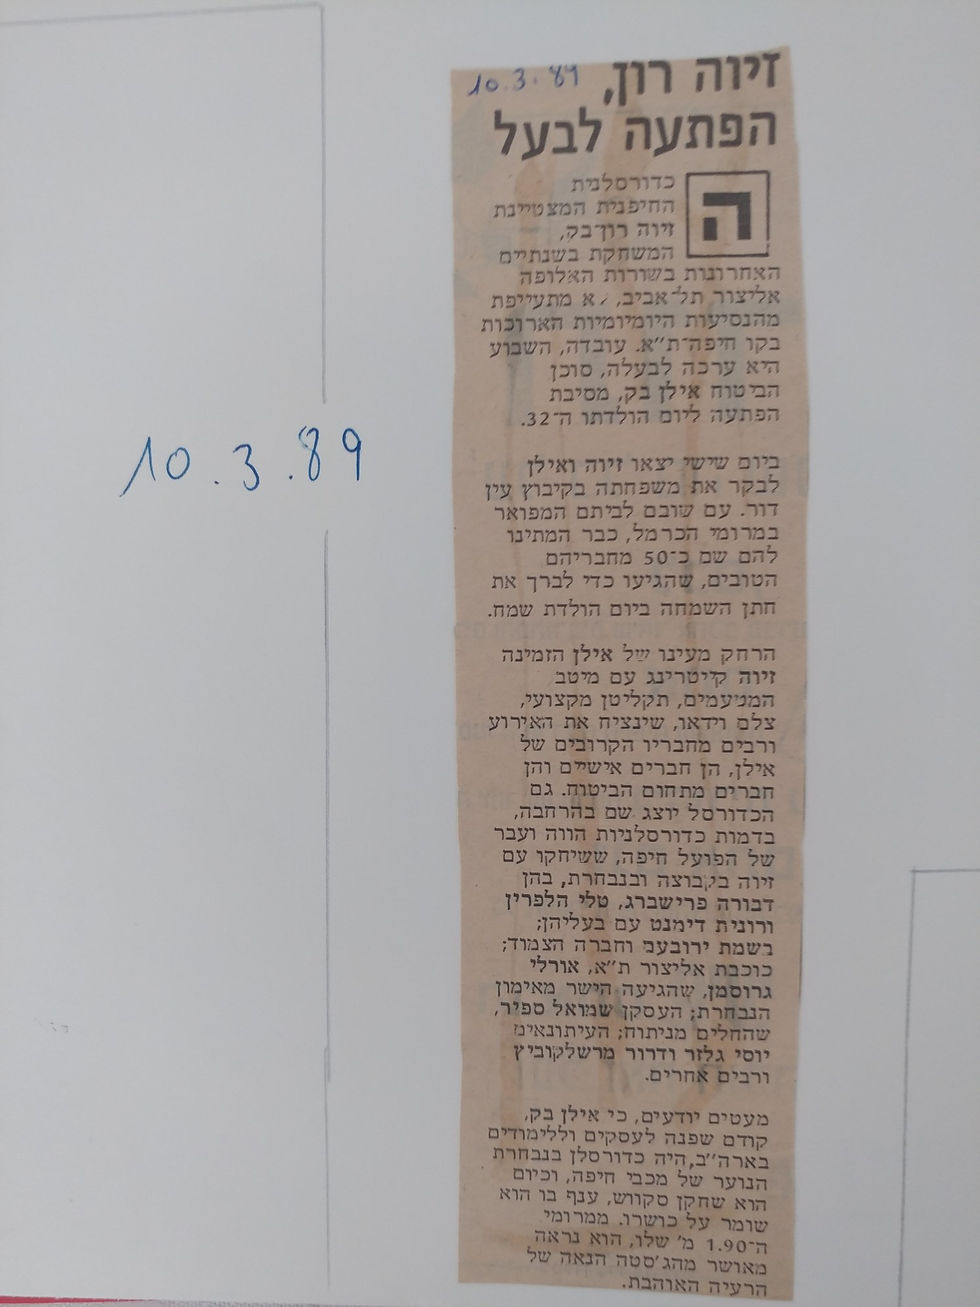 10.3.89
זיוה רון,
הפתעה לבעל
10.3.89
ה
כדורסלנית
החיפנית המצטיינת
זיוה רון־בק,
המשחקת בשנתיים
האחרונות בשורות האלופה
אליצור תל־אביב, לא מתעייפת
מהנסיעות היומיומיות הארוכות
בקו חיפה־ת״א. עובדה, השבוע
היא ערכה לבעלה, סוכן
הביטוח אילן בק, מסיבת
הפתעה ליום הולדתו ה־32.
ביום שישי יצאו זיוה ואילן
לבקר את משפחתה בקיבוץ עין
דור. עם שובם לביתם המפואר
במרומי הכרמל, כבר המתינו
להם שם כ־50 מחבריהם
הטובים, שהגיעו כדי לברך את
חתן השמחה ביום הולדת שמח.
הרחק מעינו של אילן הזמינה
זיוה קייטרינג עם מיטב
המטעמים, תקליטן מקצועי,
צלם וידאו, שינציח את האירוע
ורבים מחבריו הקרובים של
אילן, הן חברים אישיים והן
חברים מתחום הביטוח. גם
הכדורסל יוצג שם בהרחבה,
בדמות כדורסלניות הווה ועבר
של הפועל חיפה, ששיחקו עם
זיוה בקבוצה ובנבחרת, בהן
דבורה פרישברג, טלי הלפרין
ורונית דימנט עם בעליהן;
בשמת ירובעב וחברה הצמוד;
כוכבת אליצור ת״א, אורלי
גרוסמן, שהגיעה הישר מאימון
הנבחרת; העסקן שמואל ספיר,
שהחלים מניתוח; העיתונאים
יוסי גלזר ודרור מרשלקוביץ
ורבים אחרים.
מעטים יודעים, כי אילן בק,
קודם שפנה לעסקים וללימודים
בארה״ב,היה כדורסלן בנבחרת
הנוער של מכבי חיפה, וכיום
הוא שחקן סקווש, ענף בו הוא
שומר על כושרו. ממרומי
ה־1.90 מ׳ שלו, הוא נראה
מאושר מהג׳סטה הנאה של
הרעיה האוהבת.